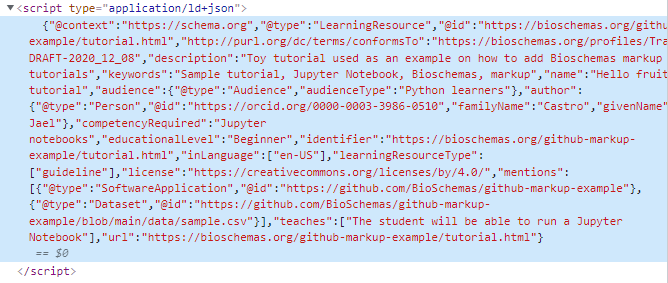 <script type="application/ld+json">
{"@context":"https://schema.org","@type":"LearningResource","@id":"https://bioschemas.org/githu
example/tutorial.html","http://purl.org/dc/terms/conformsTo":"https://bioschemas.org/profiles/Tra
DRAFT-2020_12_08","description":"Toy tutorial used as an example on how to add Bioschemas markup
tutorials","keywords":"Sample tutorial, Jupyter Notebook, Bioschemas, markup","name":"Hello fruit
tutorial","audience":{"@type":"Audience","audienceType":"Python learners"},"author":
{"@type":"Person","@id":"https://orcid.org/0000-0003-3986-0510","familyName":"Castro","givenName"
Jael"},"competencyRequired":"Jupyter
notebooks","educationalLevel":"Beginner","identifier":"https://bioschemas.org/github-markup-
example/tutorial.html","inLanguage":["en-US"],"learningResourceType":
["guideline"],"license":"https://creativecommons.org/licenses/by/4.0/","mentions":
[{"@type":"SoftwareApplication","@id":"https://github.com/BioSchemas/github-markup-example"},
{"@type":"Dataset","@id":"https://github.com/BioSchemas/github-markup-
example/blob/main/data/sample.csv"}],"teaches":["The student will be able to run a Jupyter
Notebook"],"url":"https://bioschemas.org/github-markup-example/tutorial.html"}
== $0
</script>